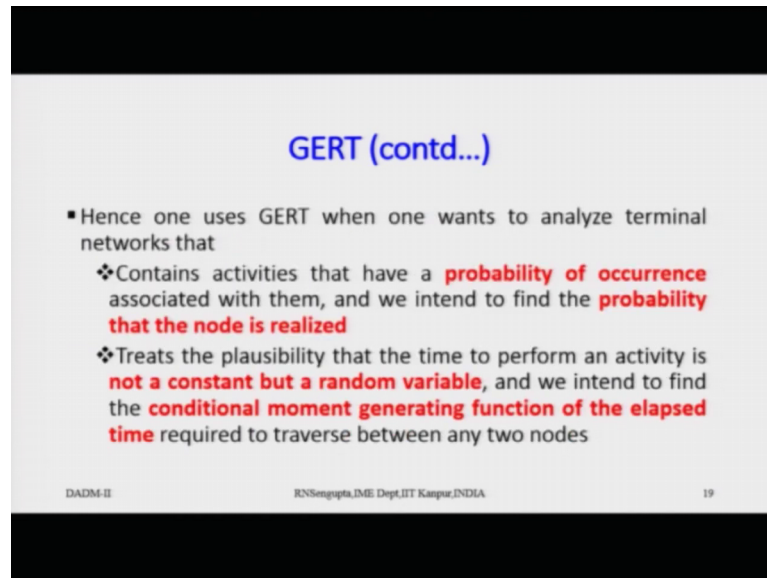 GERT (contd...)
▪Hence one uses GERT when one wants to analyze terminal
networks that
❖Contains activities that have a probability of occurrence
associated with them, and we intend to find the probability
that the node is realized
❖Treats the plausibility that the time to perform an activity is
not a constant but a random variable, and we intend to find
the conditional moment generating function of the elapsed
time required to traverse between any two nodes
DADM-II RNSengupta,IME Dept,IIT Kanpur,INDIA 19